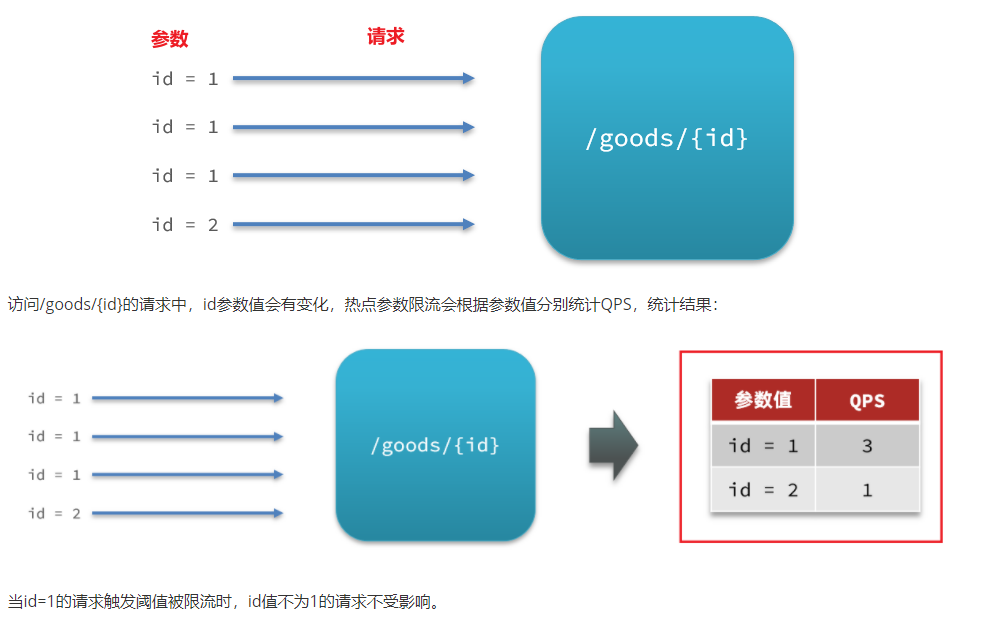 参数 请求
id = 1
id = 1
id = 1
id = 2
/goods/{id}
访问/goods/{id}的请求中，id参数值会有变化，热点参数限流会根据参数值分别统计QPS，统计结果：
id = 1
id = 1
id = 1
id = 2
/goods/{id}
参数值 QPS
id = 1 3
id = 2 1
当id=1的请求触发阈值被限流时，id值不为1的请求不受影响。